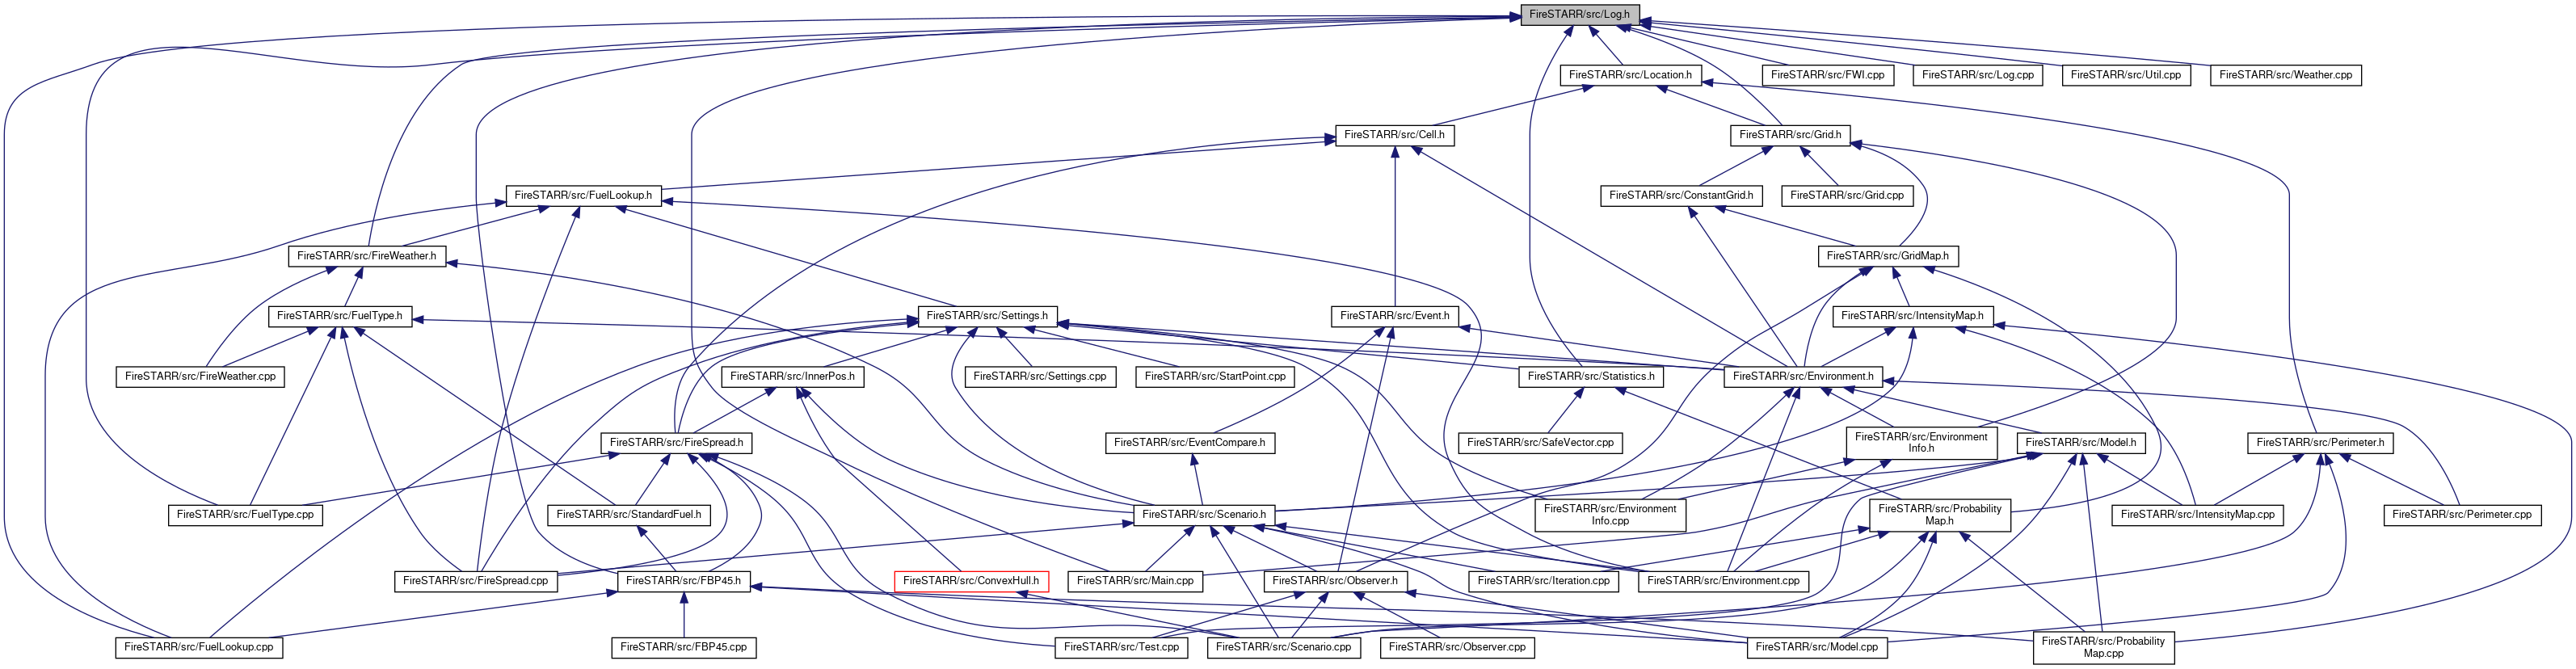 FireSTARR/src/Log.h
FireSTARR/src/Location.h
FireSTARR/src/FWI.cpp
FireSTARR/src/Log.cpp
FireSTARR/src/Util.cpp
FireSTARR/src/Weather.cpp
FireSTARR/src/Cell.h
FireSTARR/src/Grid.h
FireSTARR/src/FuelLookup.h
FireSTARR/src/ConstantGrid.h
FireSTARR/src/Grid.cpp
FireSTARR/src/FireWeather.h
FireSTARR/src/GridMap.h
FireSTARR/src/FuelType.h
FireSTARR/src/Settings.h
FireSTARR/src/Event.h
FireSTARR/src/IntensityMap.h
FireSTARR/src/FireWeather.cpp
FireSTARR/src/InnerPos.h
FireSTARR/src/Settings.cpp
FireSTARR/src/StartPoint.cpp
FireSTARR/src/Statistics.h
FireSTARR/src/Environment.h
FireSTARR/src/FireSpread.h
FireSTARR/src/EventCompare.h
FireSTARR/src/SafeVector.cpp
FireSTARR/src/Environment
Info.h
FireSTARR/src/Model.h
FireSTARR/src/Perimeter.h
FireSTARR/src/FuelType.cpp
FireSTARR/src/StandardFuel.h
FireSTARR/src/Scenario.h
FireSTARR/src/Environment
Info.cpp
FireSTARR/src/Probability
Map.h
FireSTARR/src/IntensityMap.cpp
FireSTARR/src/Perimeter.cpp
FireSTARR/src/FireSpread.cpp
FireSTARR/src/FBP45.h
FireSTARR/src/ConvexHull.h
FireSTARR/src/Main.cpp
FireSTARR/src/Observer.h
FireSTARR/src/Iteration.cpp
FireSTARR/src/Environment.cpp
FireSTARR/src/FuelLookup.cpp
FireSTARR/src/FBP45.cpp
FireSTARR/src/Test.cpp
FireSTARR/src/Scenario.cpp
FireSTARR/src/Observer.cpp
FireSTARR/src/Model.cpp
FireSTARR/src/Probability
Map.cpp